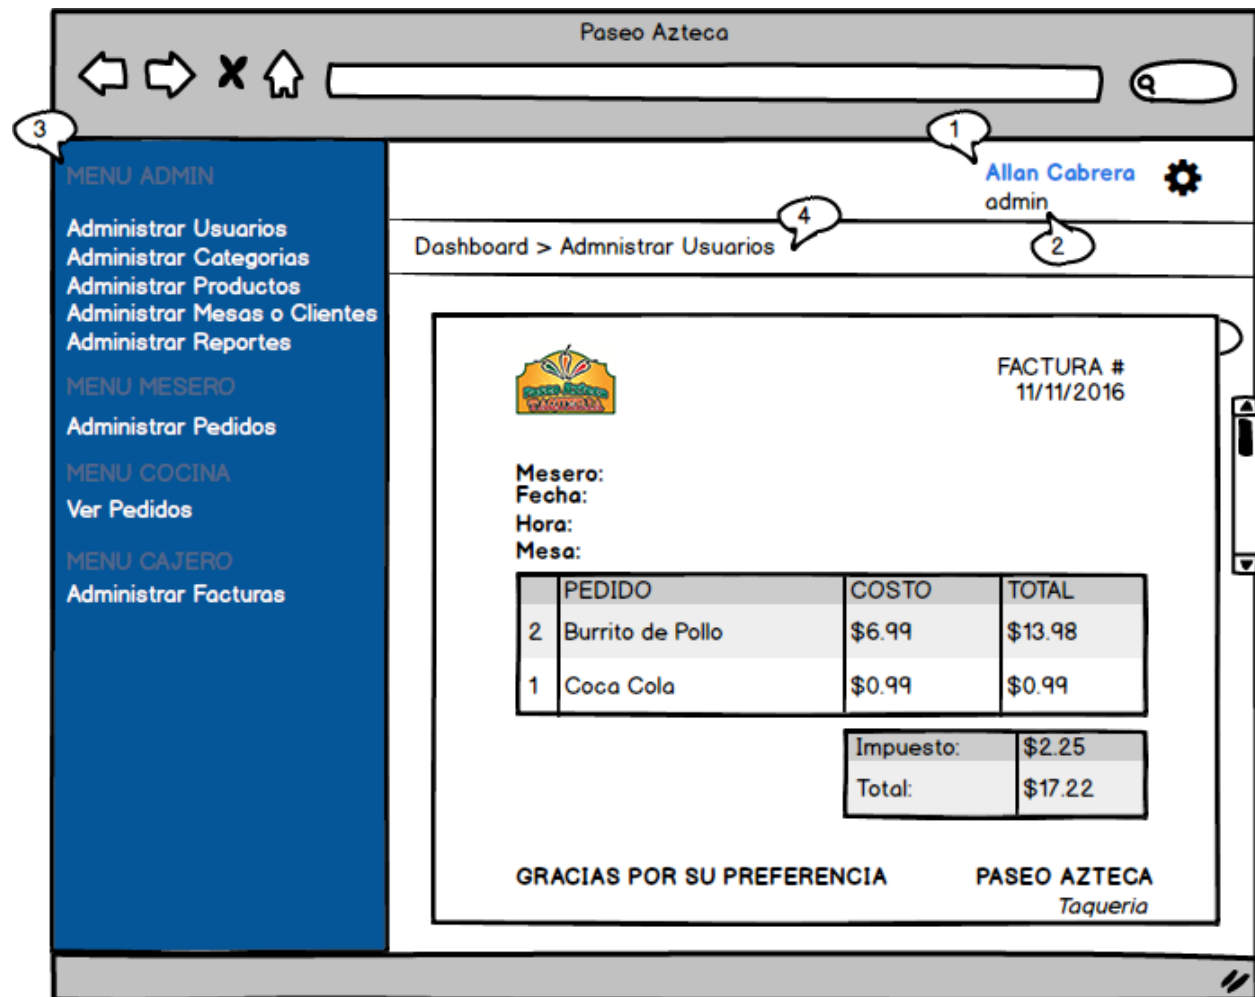 Paseo Azteca
3
1
MENU ADMIN
Allan Cabrera
admin
4
2
Administrar Usuarios
Administrar Categorias
Administrar Productos
Administrar Mesas o Clientes
Administrar Reportes
MENU MESERO
Administrar Pedidos
MENU COCINA
Ver Pedidos
MENU CAJERO
Administrar Facturas
Dashboard > Admnistrar Usuarios
Paseo Azteca
TAQUERIA
FACTURA #
11/11/2016
Mesero:
Fecha:
Hora:
Mesa:
PEDIDO COSTO TOTAL
2 Burrito de Pollo $6.99 $13.98
1 Coca Cola $0.99 $0.99
Impuesto: $2.25
Total: $17.22
GRACIAS POR SU PREFERENCIA PASEO AZTECA
Taqueria